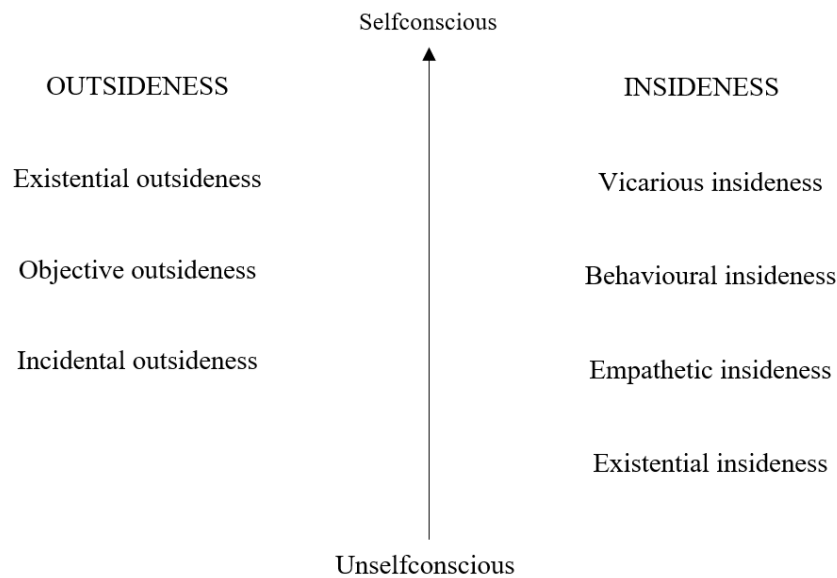 Selfconscious
OUTSIDENESS
INSIDENESS
Existential outsideness
Vicarious insideness
Objective outsideness
Behavioural insideness
Incidental outsideness
Empathetic insideness
Existential insideness
Unselfconscious